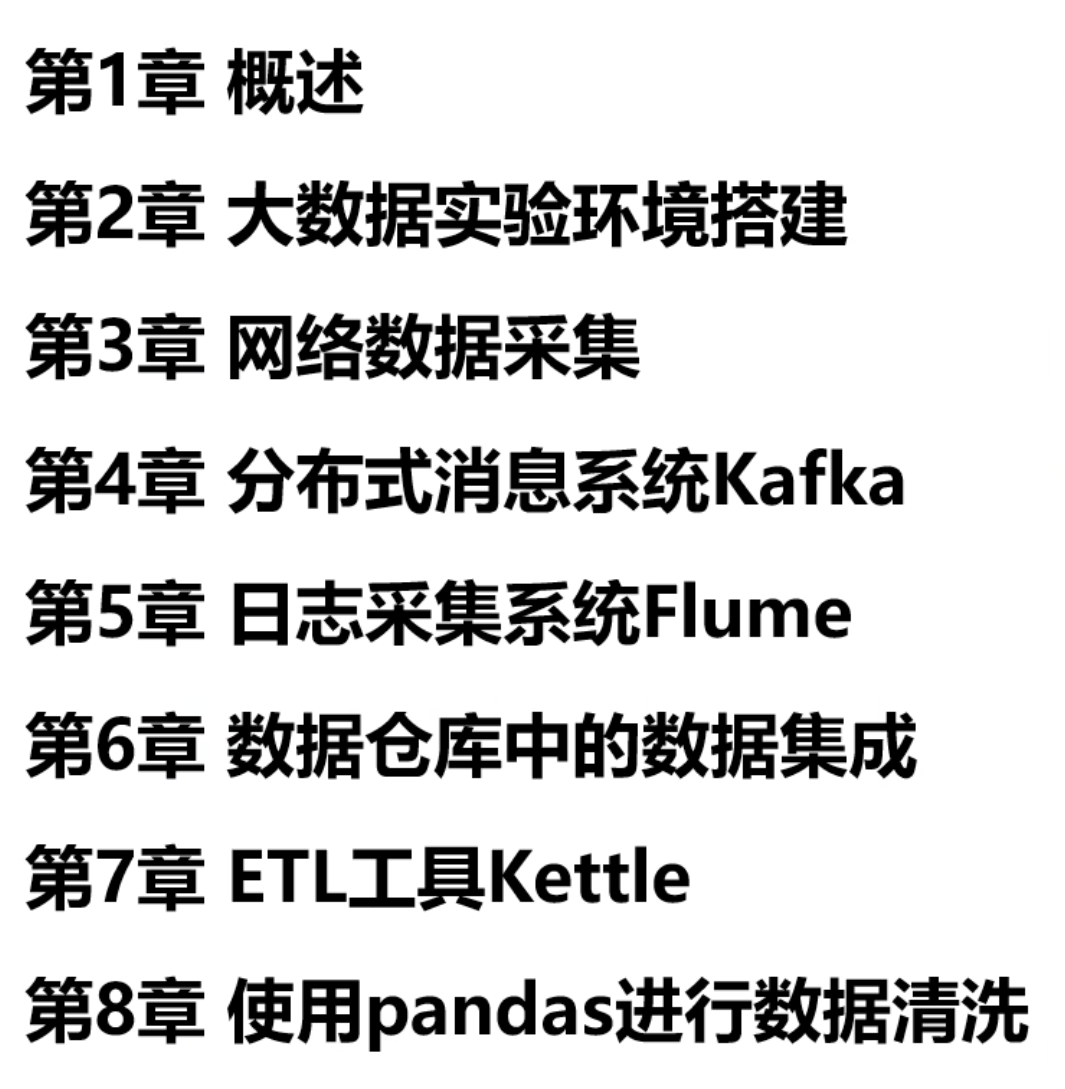 第1章 概述
第2章 大数据实验环境搭建
第3章 网络数据采集
第4章 分布式消息系统Kafka
第5章 日志采集系统Flume
第6章 数据仓库中的数据集成
第7章 ETL工具Kettle
第8章 使用pandas进行数据清洗